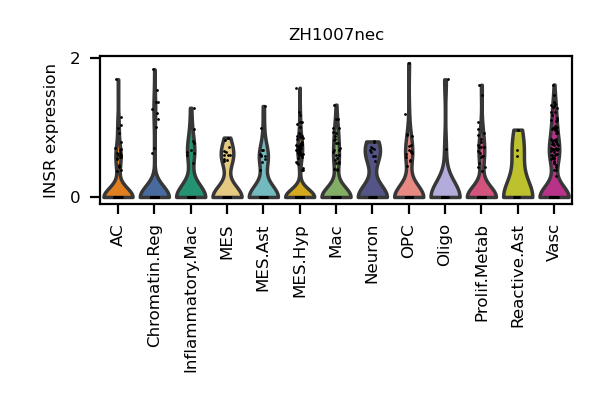 ZH1007nec
INSR expression
2
0
AC
Chromatin.Reg
Inflammatory.Mac
MES
MES.Ast
MES.Hyp
Mac
Neuron
OPC
Oligo
Prolif.Metab
Reactive.Ast
Vasc